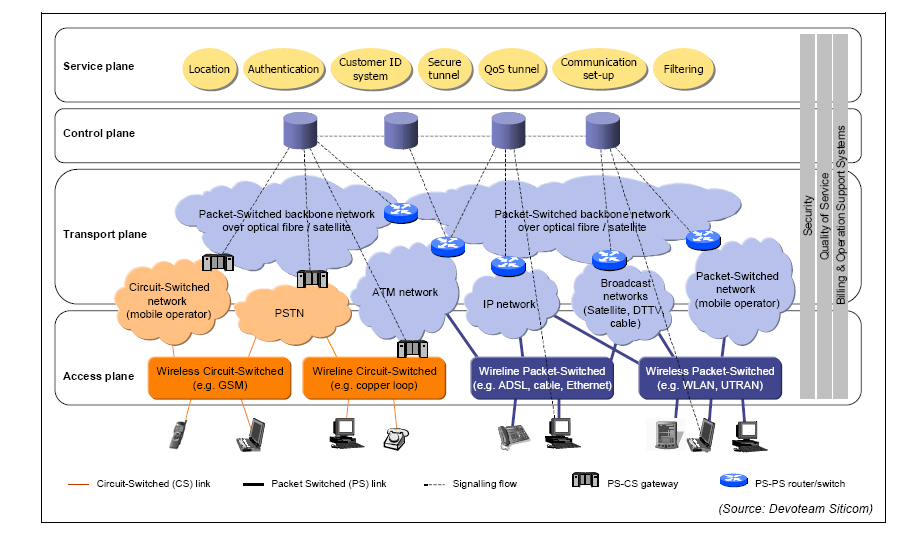 Service plane
Location
Authentication
Customer ID
system
Secure
tunnel
QoS tunnel
Communication
set-up
Filtering
Control plane
Transport plane
Packet-Switched backbone network
over optical fibre / satellite
Packet-Switched backbone network
over optical fibre / satellite
Circuit-Switched
network
(mobile operator)
PSTN
ATM network
IP network
Broadcast
networks
(Satellite, DTTV,
cable)
Packet-Switched
network
(mobile operator)
Access plane
Wireless Circuit-Switched
(e.g. GSM)
Wireline Circuit-Switched
(e.g. copper loop)
Wireline Packet-Switched
(e.g. ADSL, cable, Ethernet)
Wireless Packet-Switched
(e.g. WLAN, UTRAN)
Security
Quality of Service
Billing & Operation Support Systems
Circuit-Switched (CS) link
Packet Switched (PS) link
Signalling flow
PS-CS gateway
PS-PS router/switch
(Source: Devoteam Siticom)